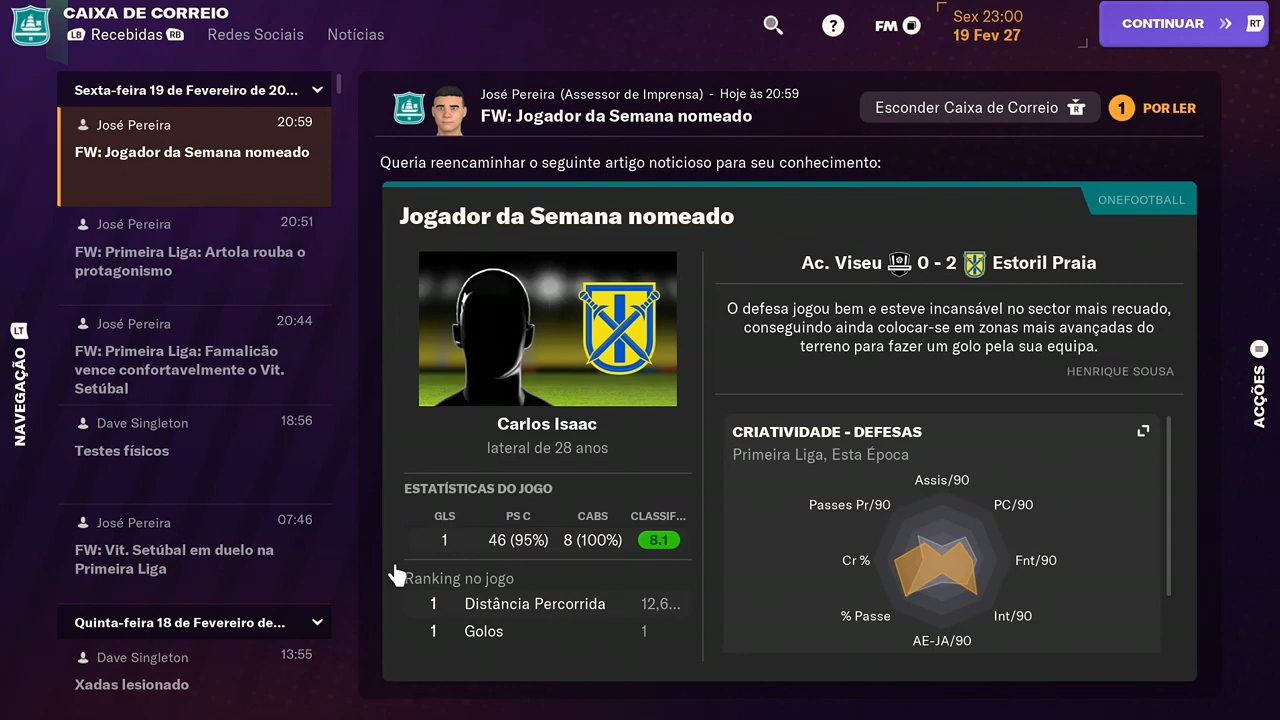 CAIXA DE CORREIO
LB Recebidas RB Redes Sociais Notícias
FM
Sex 23:00
19 Fev 27
CONTINUAR RT
Sexta-feira 19 de Fevereiro de 20...
José Pereira 20:59
FW: Jogador da Semana nomeado
José Pereira 20:51
FW: Primeira Liga: Artola rouba o
protagonismo
José Pereira 20:44
FW: Primeira Liga: Famalicão
vence confortavelmente o Vit.
Setúbal
Dave Singleton 18:56
Testes físicos
José Pereira 07:46
FW: Vit. Setúbal em duelo na
Primeira Liga
Quinta-feira 18 de Fevereiro de...
Dave Singleton 13:55
Xadas lesionado
LT
NAVEGAÇÃO
José Pereira (Assessor de Imprensa) - Hoje às 20:59
FW: Jogador da Semana nomeado
Esconder Caixa de Correio R
1 POR LER
Queria reencaminhar o seguinte artigo noticioso para seu conhecimento:
Jogador da Semana nomeado
ONEFOOTBALL
Carlos Isaac
lateral de 28 anos
ESTATÍSTICAS DO JOGO
GLS PS C CABS CLASSIF...
1 46 (95%) 8 (100%) 8.1
Ranking no jogo
1 Distância Percorrida 12,6...
1 Golos 1
Ac. Viseu 0 - 2 Estoril Praia
O defesa jogou bem e esteve incansável no sector mais recuado,
conseguindo ainda colocar-se em zonas mais avançadas do
terreno para fazer um golo pela sua equipa.
HENRIQUE SOUSA
CRIATIVIDADE - DEFESAS
Primeira Liga, Esta Época
Assis/90
Passes Pr/90 PC/90
Cr % Fnt/90
% Passe Int/90
AE-JA/90
ACÇÕES